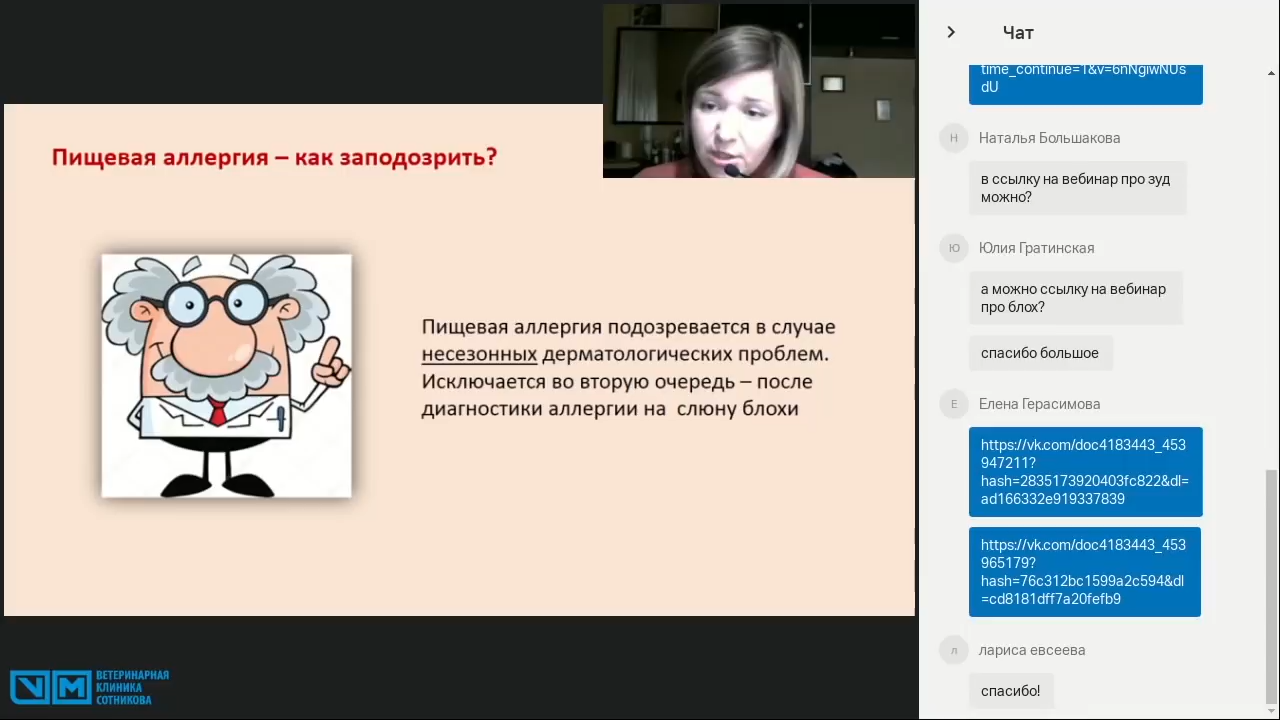 Пищевая аллергия – как заподозрить?
Пищевая аллергия подозревается в случае
несезонных дерматологических проблем.
Исключается во вторую очередь – после
диагностики аллергии на слюну блохи
VM
ВЕТЕРИНАРНАЯ
КЛИНИКА
СОТНИКОВА
Чат
time_continue=1&v=6nNgiwNUs
dU
Н
Наталья Большакова
в ссылку на вебинар про зуд
можно?
Ю
Юлия Гратинская
а можно ссылку на вебинар
про блох?
спасибо большое
Е
Елена Герасимова
https://vk.com/doc4183443_453
947211?
hash=2835173920403fc822&dl=
ad166332e919337839
https://vk.com/doc4183443_453
965179?
hash=76c312bc1599a2c594&dl
=cd8181dff7a20fefb9
л
лариса евсеева
спасибо!